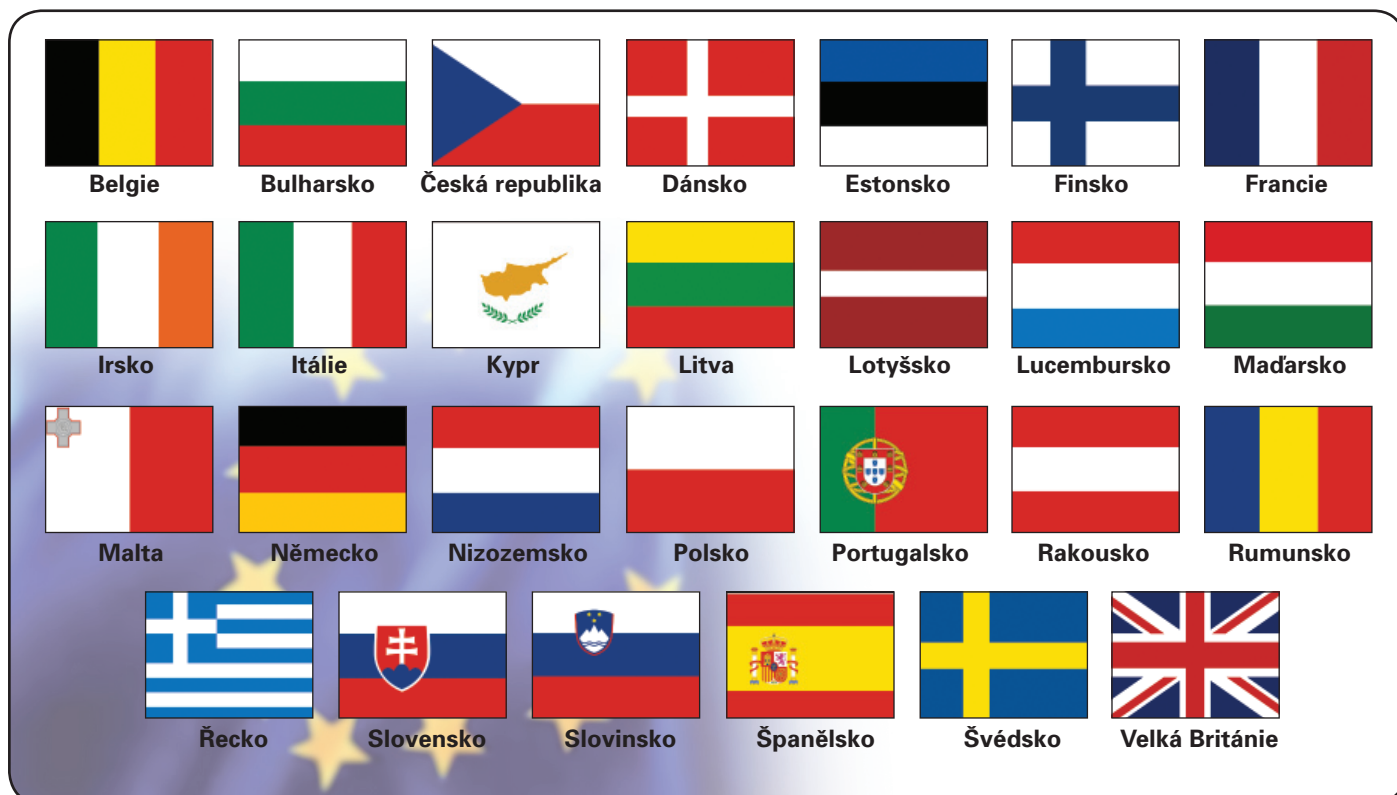 Belgie Bulharsko Česká republika Dánsko Estonsko Finsko Francie
Irsko Itálie Kypr Litva Lotyšsko Lucembursko Maďarsko
Malta Německo Nizozemsko Polsko Portugalsko Rakousko Rumunsko
Řecko Slovensko Slovinsko Španělsko Švédsko Velká Británie